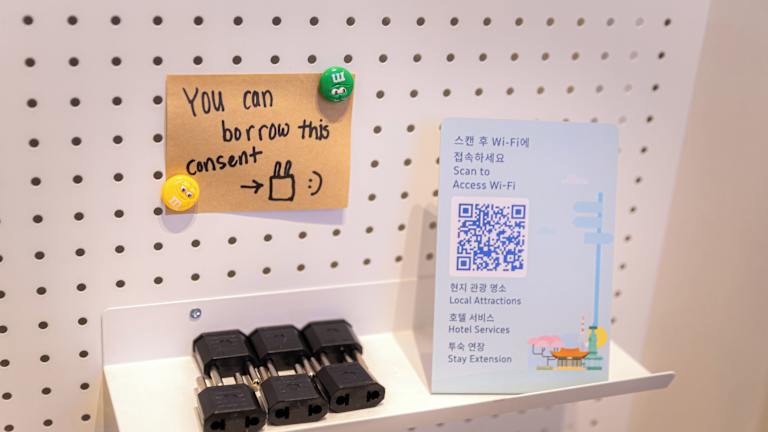 You can
borrow this
consent
→ :)
m
m
스캔 후 Wi-Fi에
접속하세요
Scan to
Access Wi-Fi
현지 관광 명소
Local Attractions
호텔 서비스
Hotel Services
투숙 연장
Stay Extension